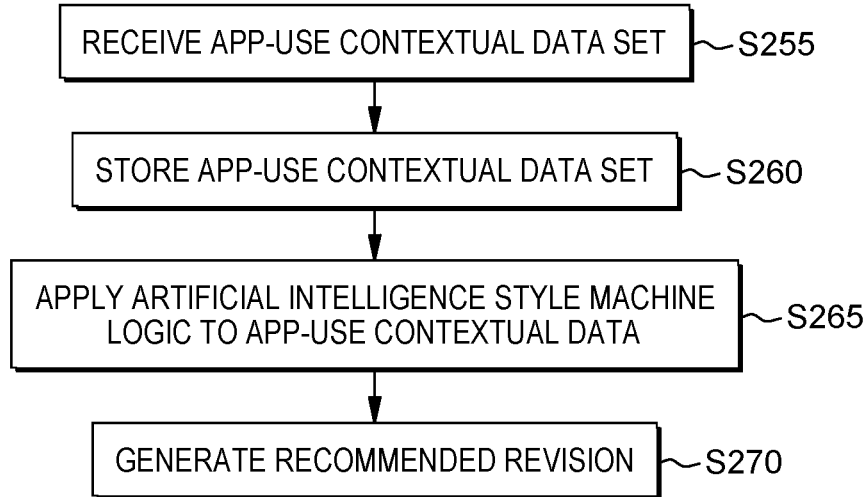 RECEIVE APP-USE CONTEXTUAL DATA SET
S255
STORE APP-USE CONTEXTUAL DATA SET
S260
APPLY ARTIFICIAL INTELLIGENCE STYLE MACHINE
LOGIC TO APP-USE CONTEXTUAL DATA
S265
GENERATE RECOMMENDED REVISION
S270